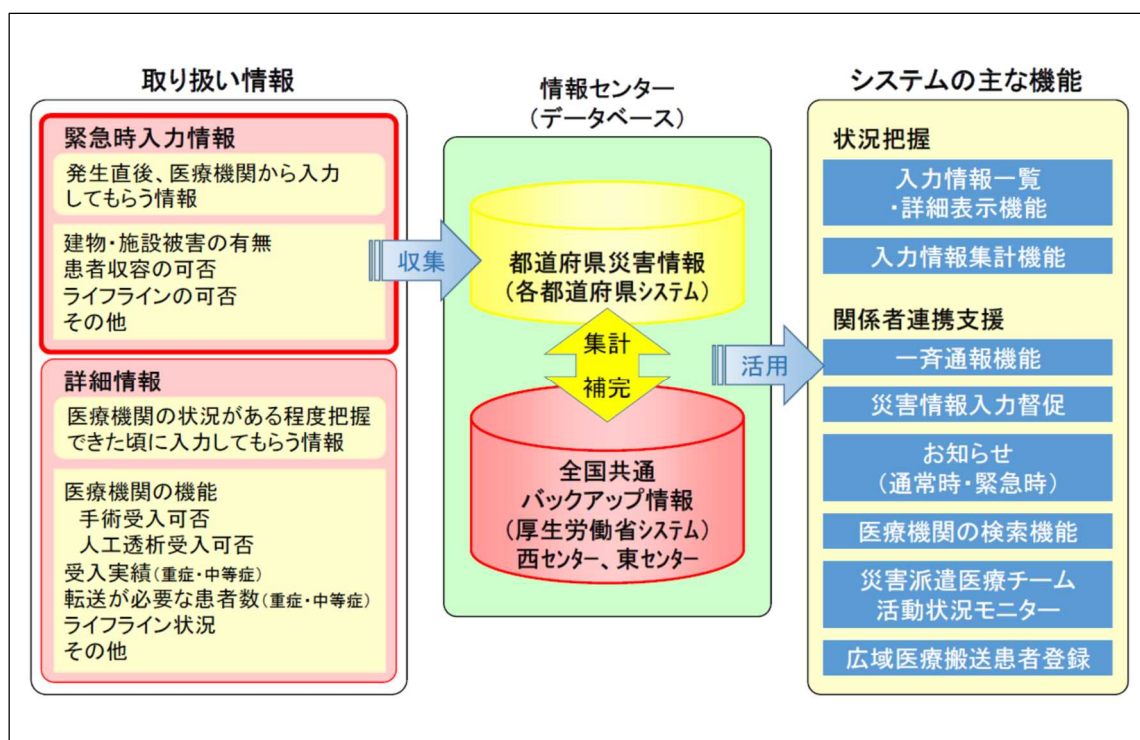 取り扱い情報
緊急時入力情報
発生直後、医療機関から入力
してもらう情報
建物・施設被害の有無
患者収容の可否
ライフラインの可否
その他
詳細情報
医療機関の状況がある程度把握
できた頃に入力してもらう情報
医療機関の機能
手術受入可否
人工透析受入可否
受入実績(重症・中等症)
転送が必要な患者数(重症・中等症)
ライフライン状況
その他
収集
情報センター
(データベース)
都道府県災害情報
(各都道府県システム)
集計
補完
全国共通
バックアップ情報
(厚生労働省システム)
西センター、東センター
活用
システムの主な機能
状況把握
入力情報一覧
・詳細表示機能
入力情報集計機能
関係者連携支援
一斉通報機能
災害情報入力督促
お知らせ
(通常時・緊急時)
医療機関の検索機能
災害派遣医療チーム
活動状況モニター
広域医療搬送患者登録